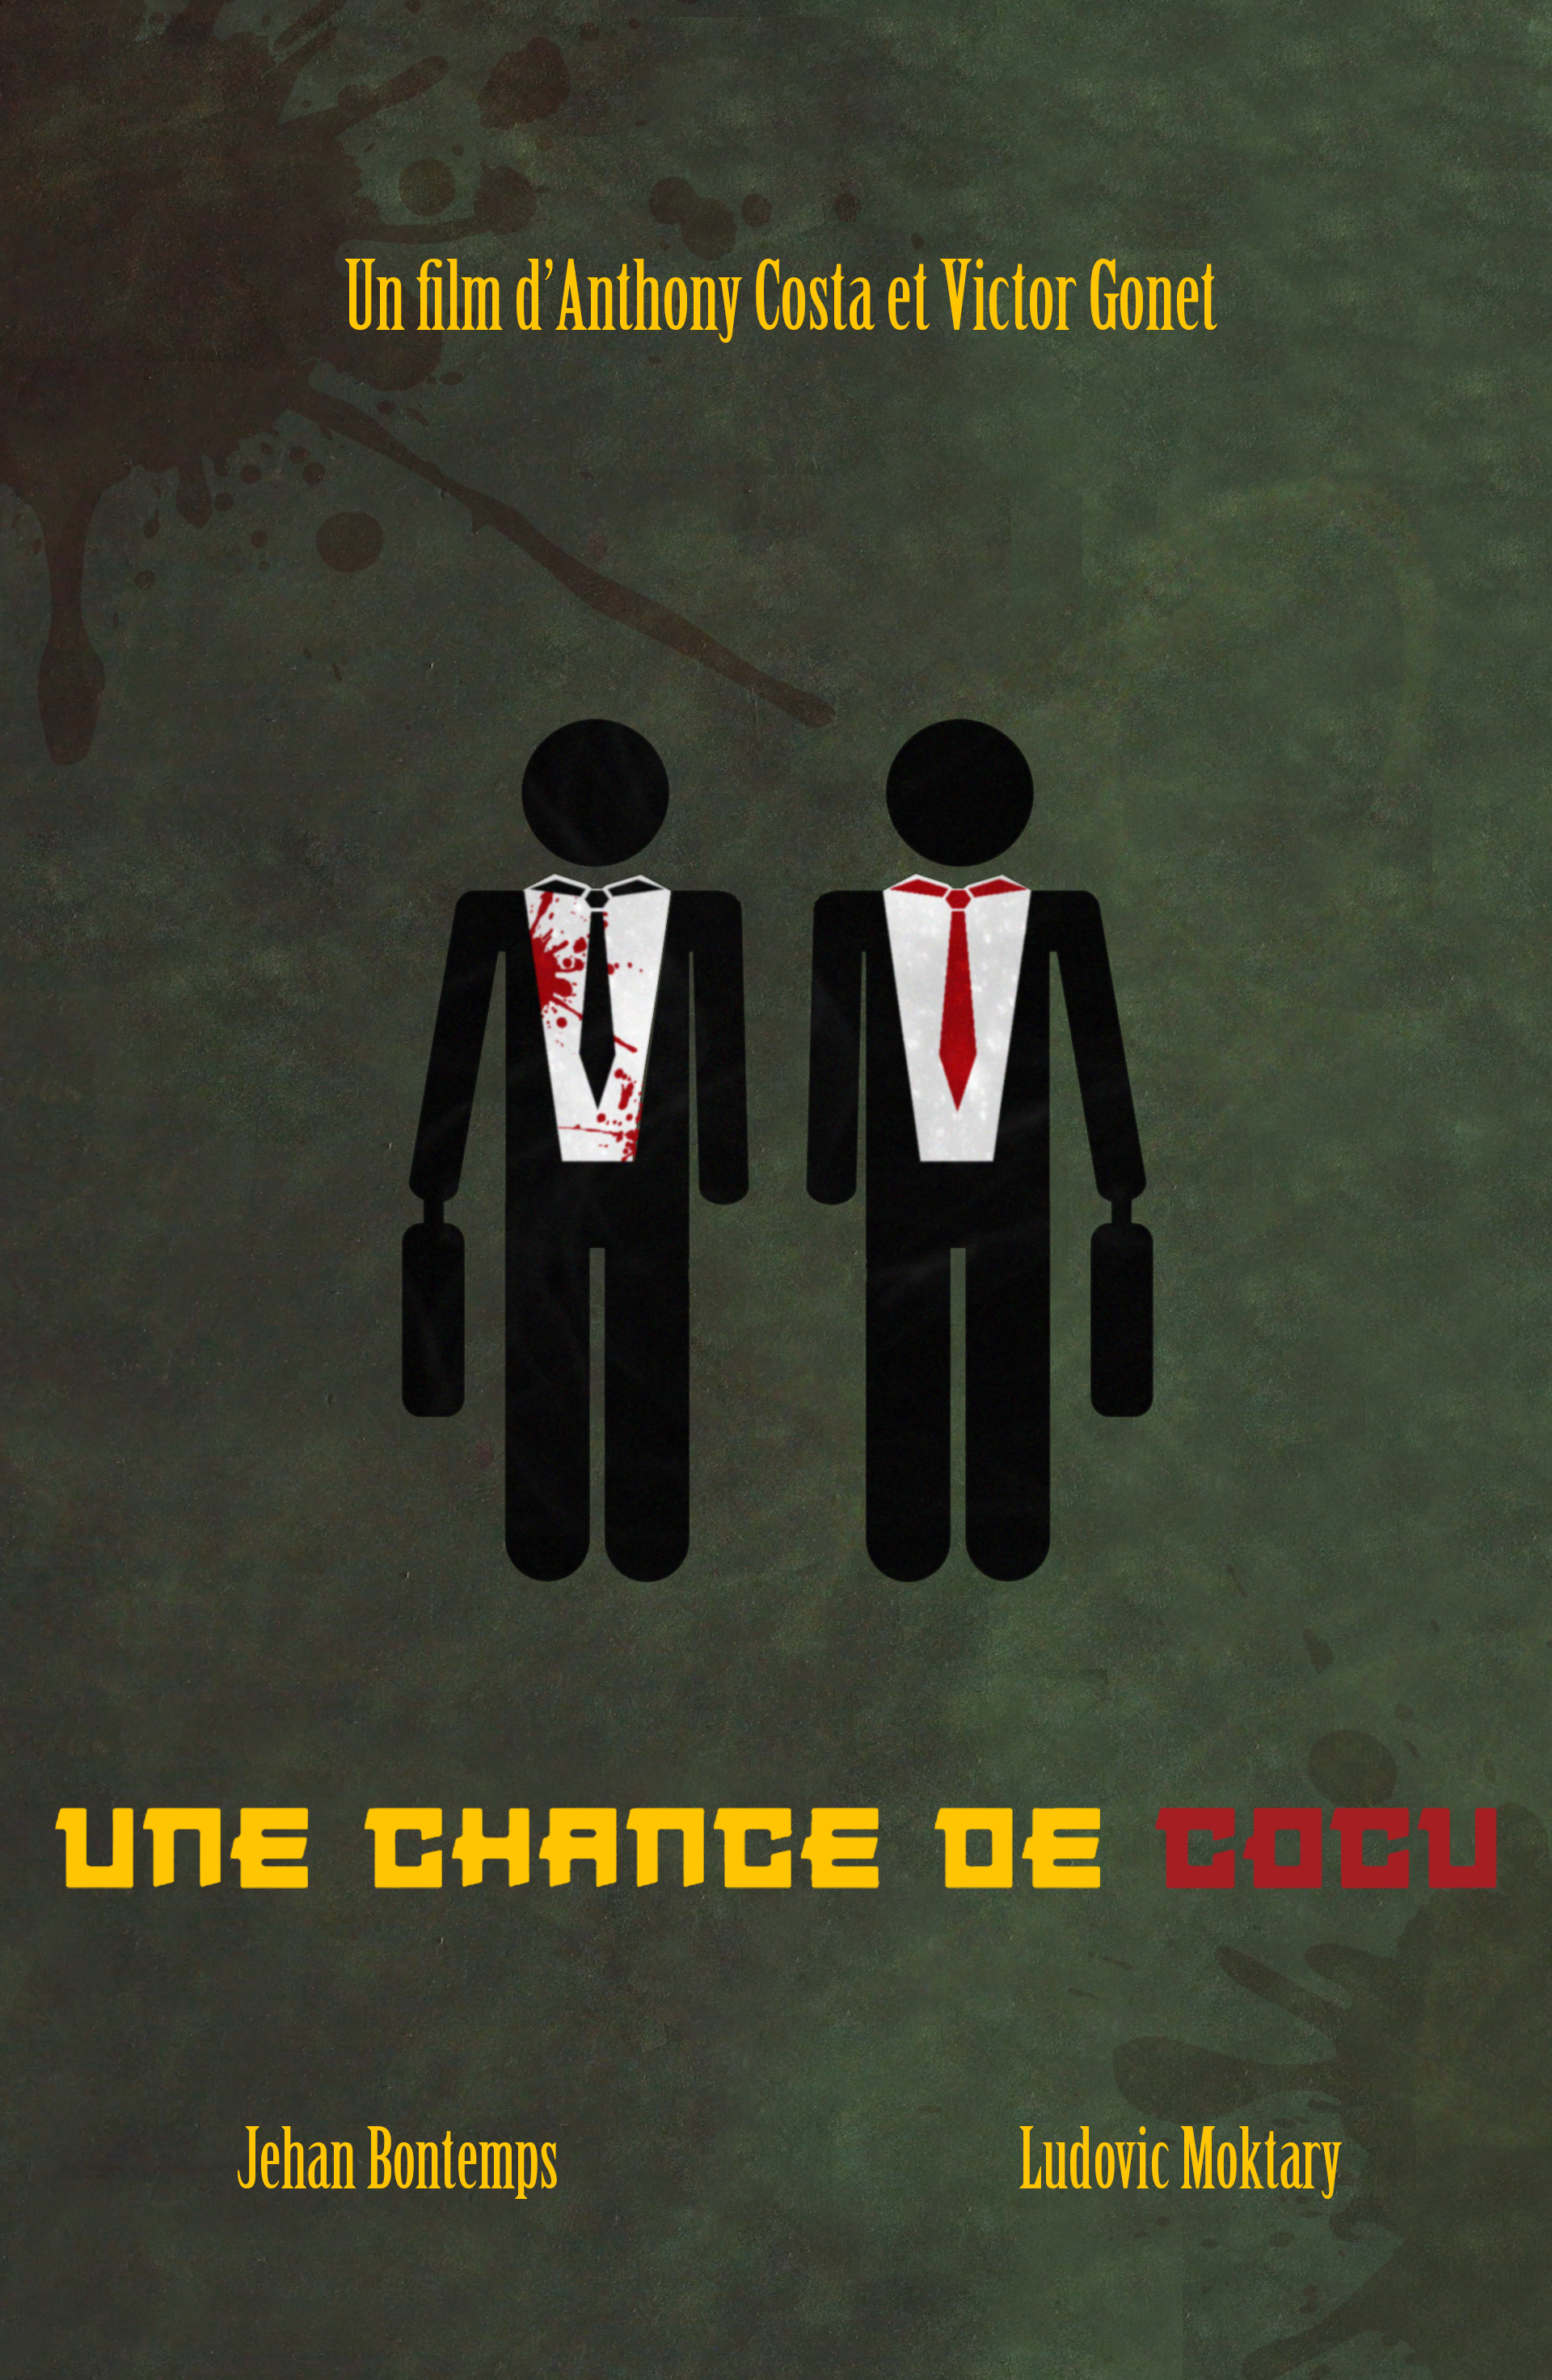 Un film d'Anthony Costa et Victor Gonet
UNE CHANCE DE COCU
Jehan Bontemps
Ludovic Moktary